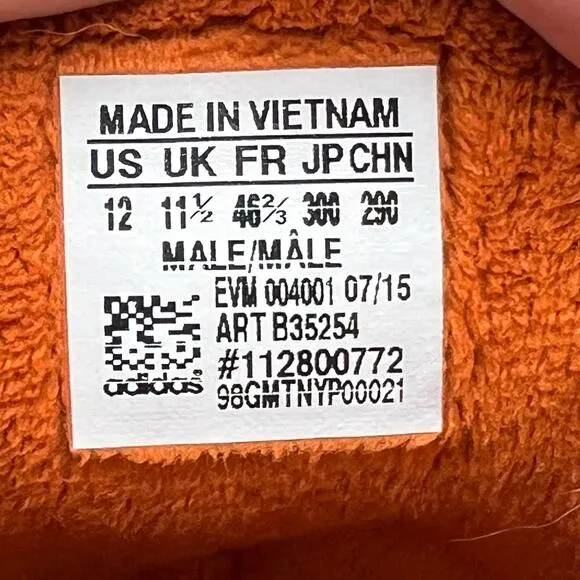 MADE IN VIETNAM
US UK FR JP CHN
12 11½ 46⅔ 300 290
MALE/MÂLE
EVM 004001 07/15
ART B35254
#112800772
98GMTNYP00021
adidas